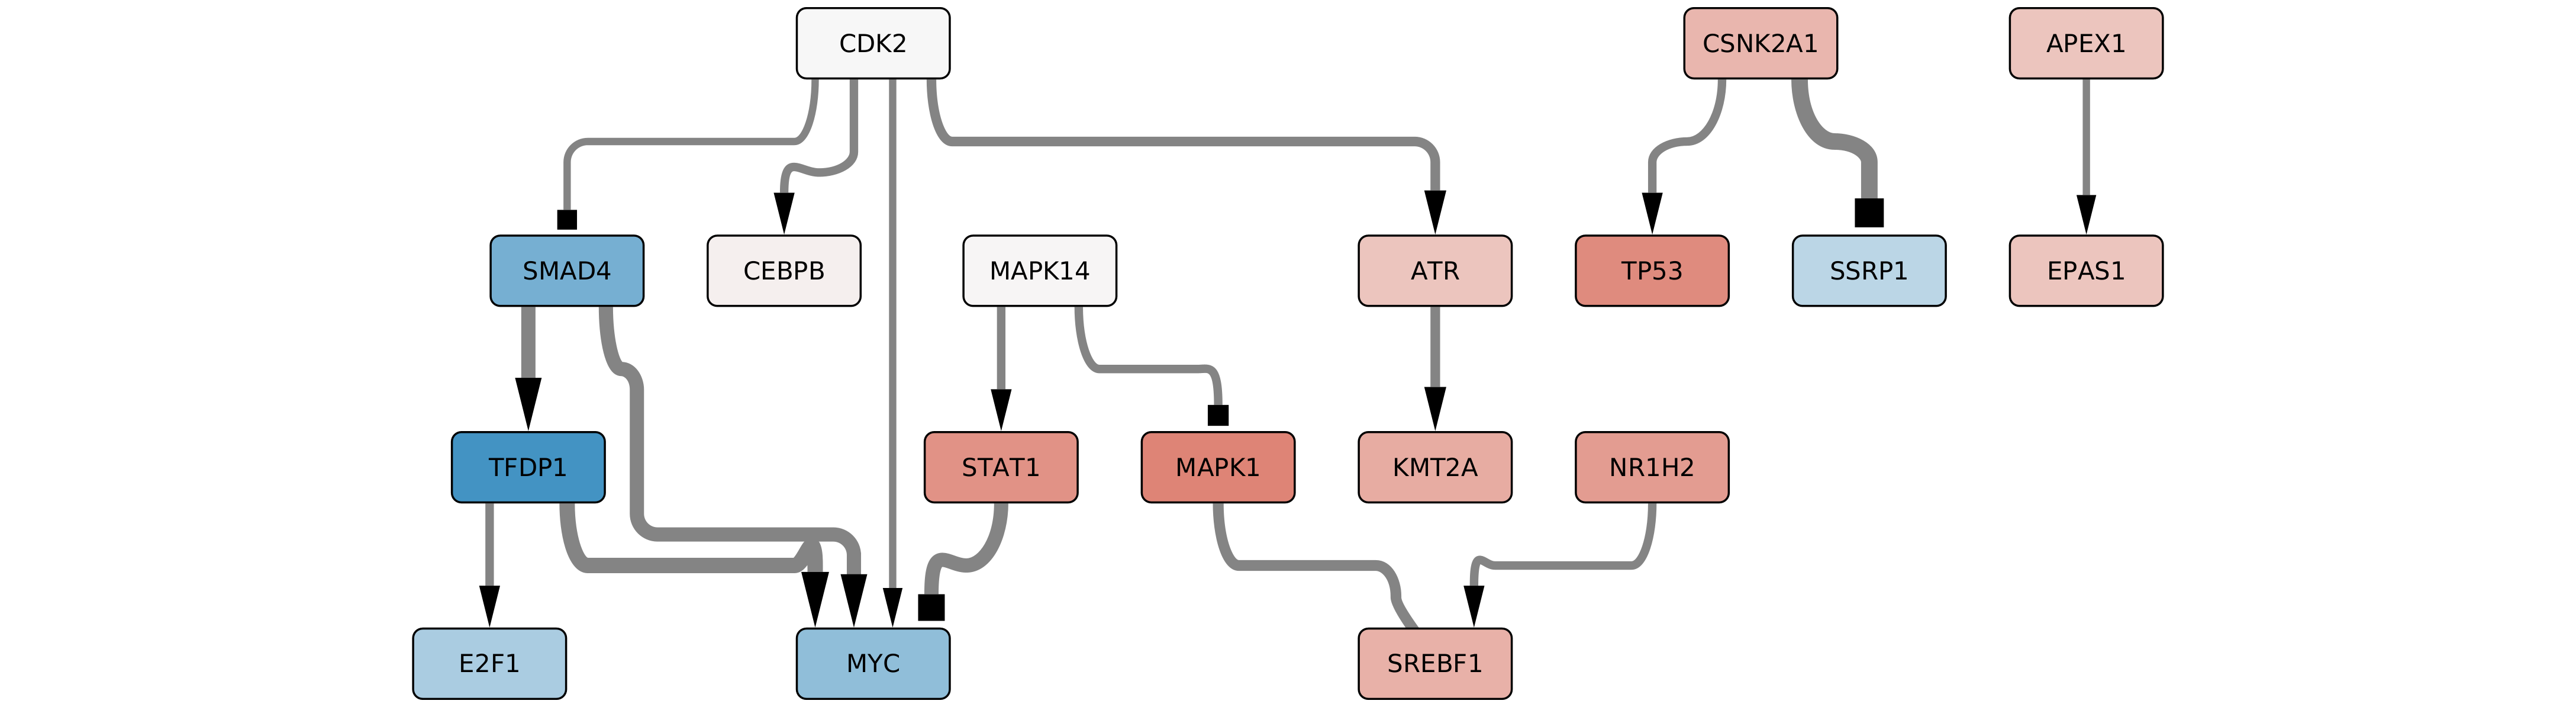 CDK2
CSNK2A1
APEX1
SMAD4
CEBPB
MAPK14
ATR
TP53
SSRP1
EPAS1
TFDP1
STAT1
MAPK1
KMT2A
NR1H2
E2F1
MYC
SREBF1